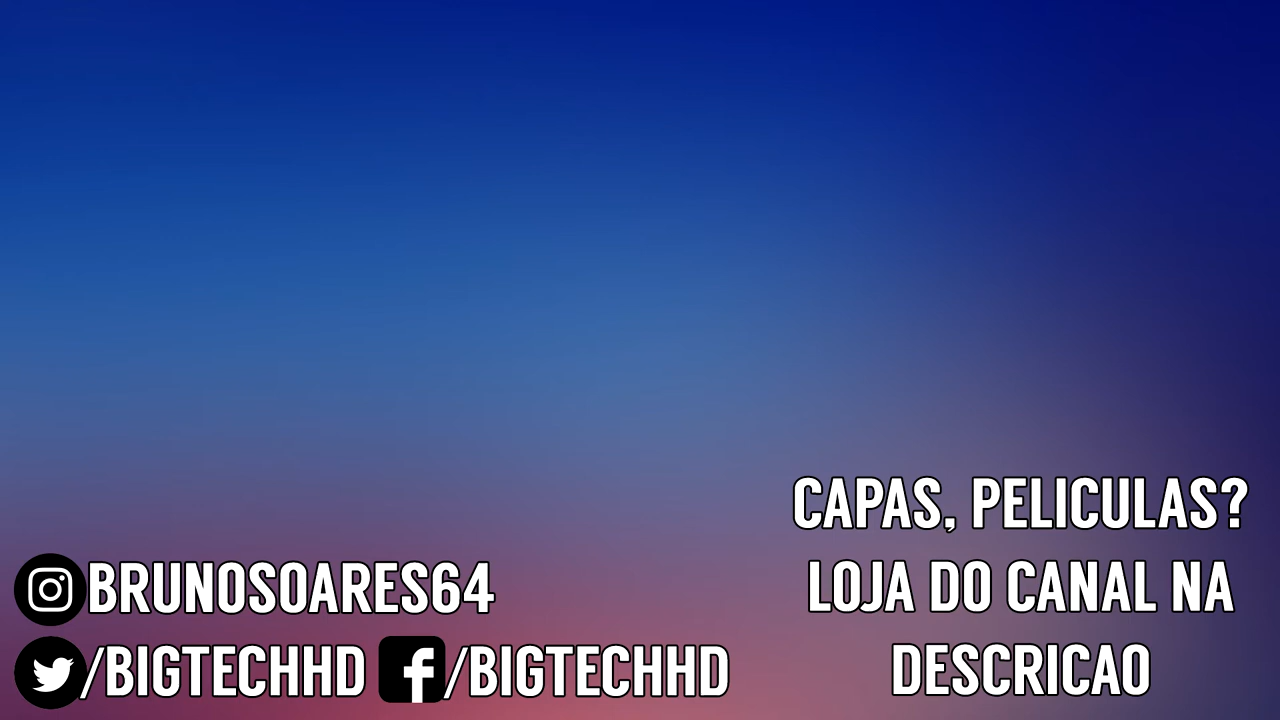 CAPAS, PELICULAS?
LOJA DO CANAL NA
DESCRICAO
BRUNOSOARES64
/BIGTECHHD /BIGTECHHD